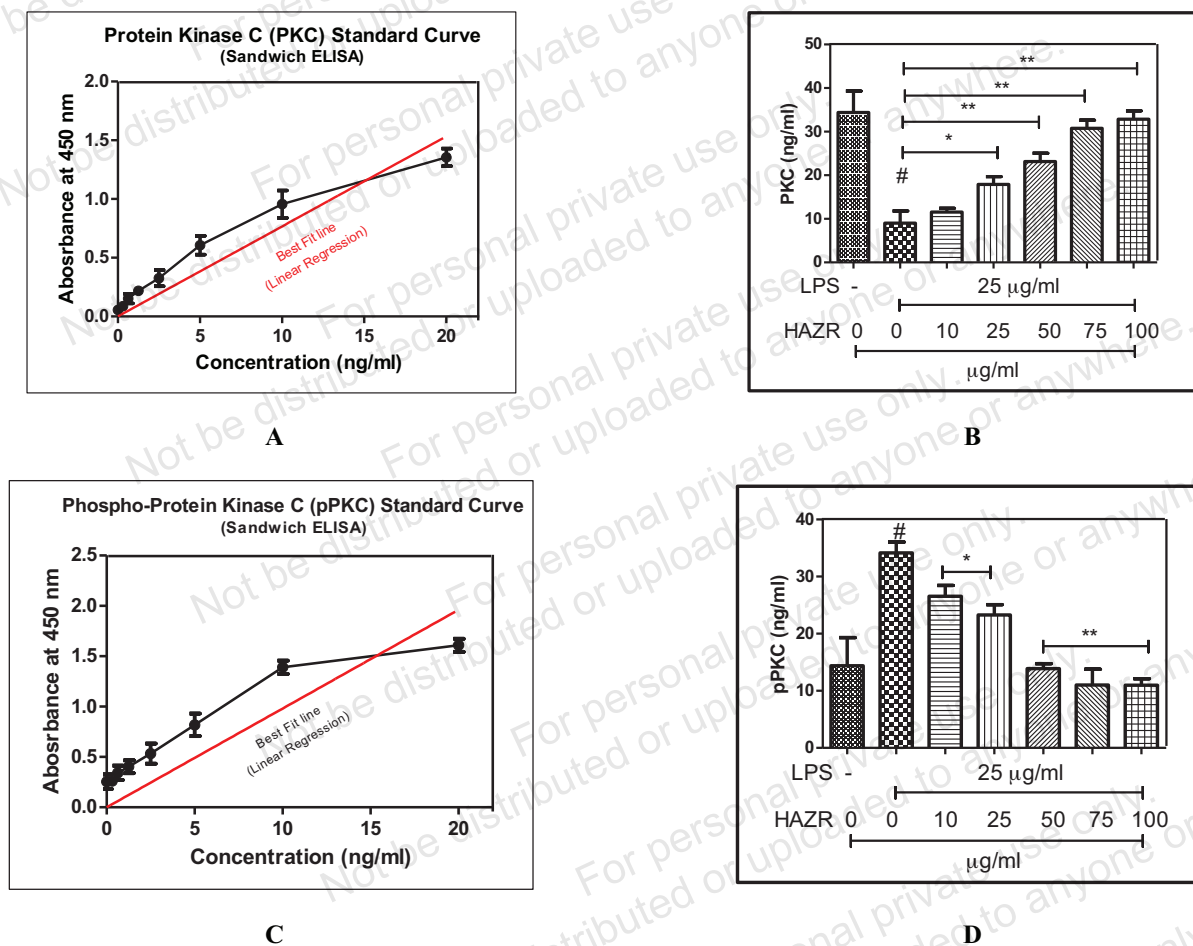 Protein Kinase C (PKC) Standard Curve
(Sandwich ELISA)
2.0
1.5
1.0
0.5
0.0
Abosrbance at 450 nm
Best Fit line
(Linear Regression)
0 5 10 15 20
Concentration (ng/ml)
A
50
40
30
20
10
0
PKC (ng/ml)
**
**
**
*
#
LPS - 25 μg/ml
HAZR 0 0 10 25 50 75 100
μg/ml
B
Phospho-Protein Kinase C (pPKC) Standard Curve
(Sandwich ELISA)
2.5
2.0
1.5
1.0
0.5
0.0
Abosrbance at 450 nm
Best Fit line
(Linear Regression)
0 5 10 15 20
Concentration (ng/ml)
C
40
30
20
10
0
pPKC (ng/ml)
#
*
**
LPS - 25 μg/ml
HAZR 0 0 10 25 50 75 100
μg/ml
D
For personal private use only.
Not be distributed or uploaded to anyone or anywhere.